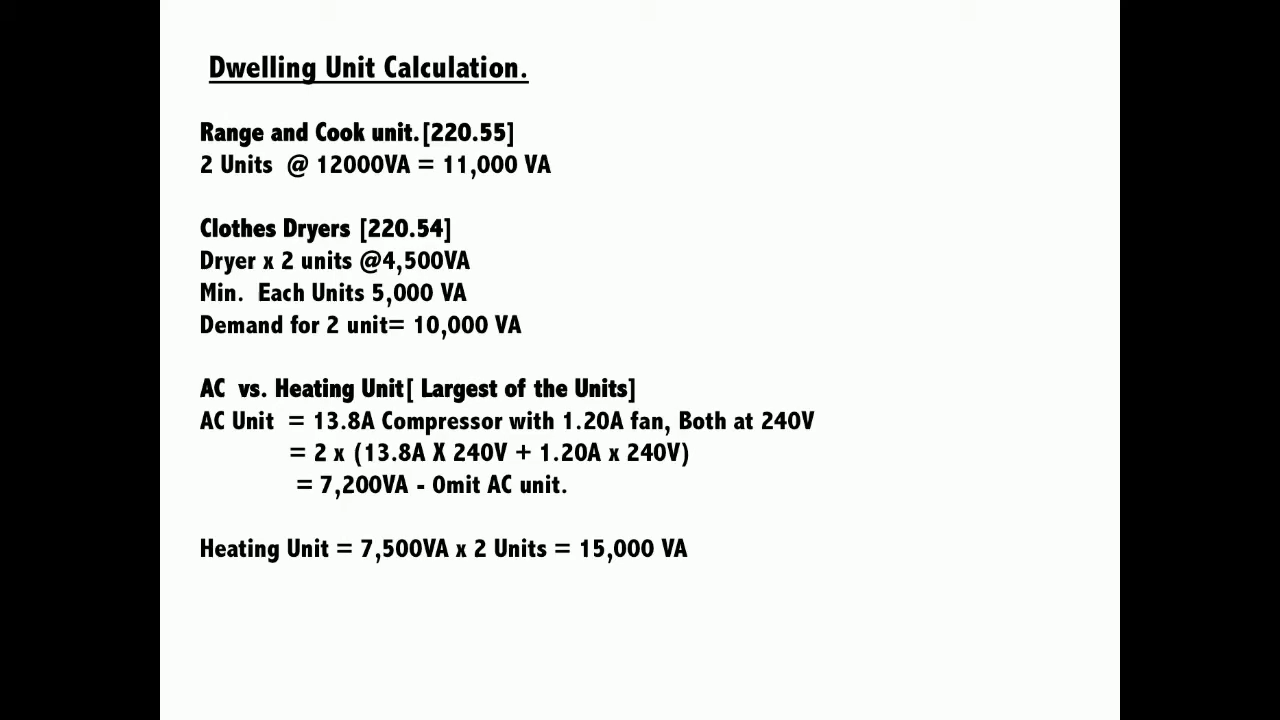 Dwelling Unit Calculation.
Range and Cook unit.[220.55]
2 Units @ 12000VA = 11,000 VA
Clothes Dryers [220.54]
Dryer x 2 units @4,500VA
Min. Each Units 5,000 VA
Demand for 2 unit= 10,000 VA
AC vs. Heating Unit[ Largest of the Units]
AC Unit = 13.8A Compressor with 1.20A fan, Both at 240V
= 2 x (13.8A X 240V + 1.20A x 240V)
= 7,200VA - Omit AC unit.
Heating Unit = 7,500VA x 2 Units = 15,000 VA